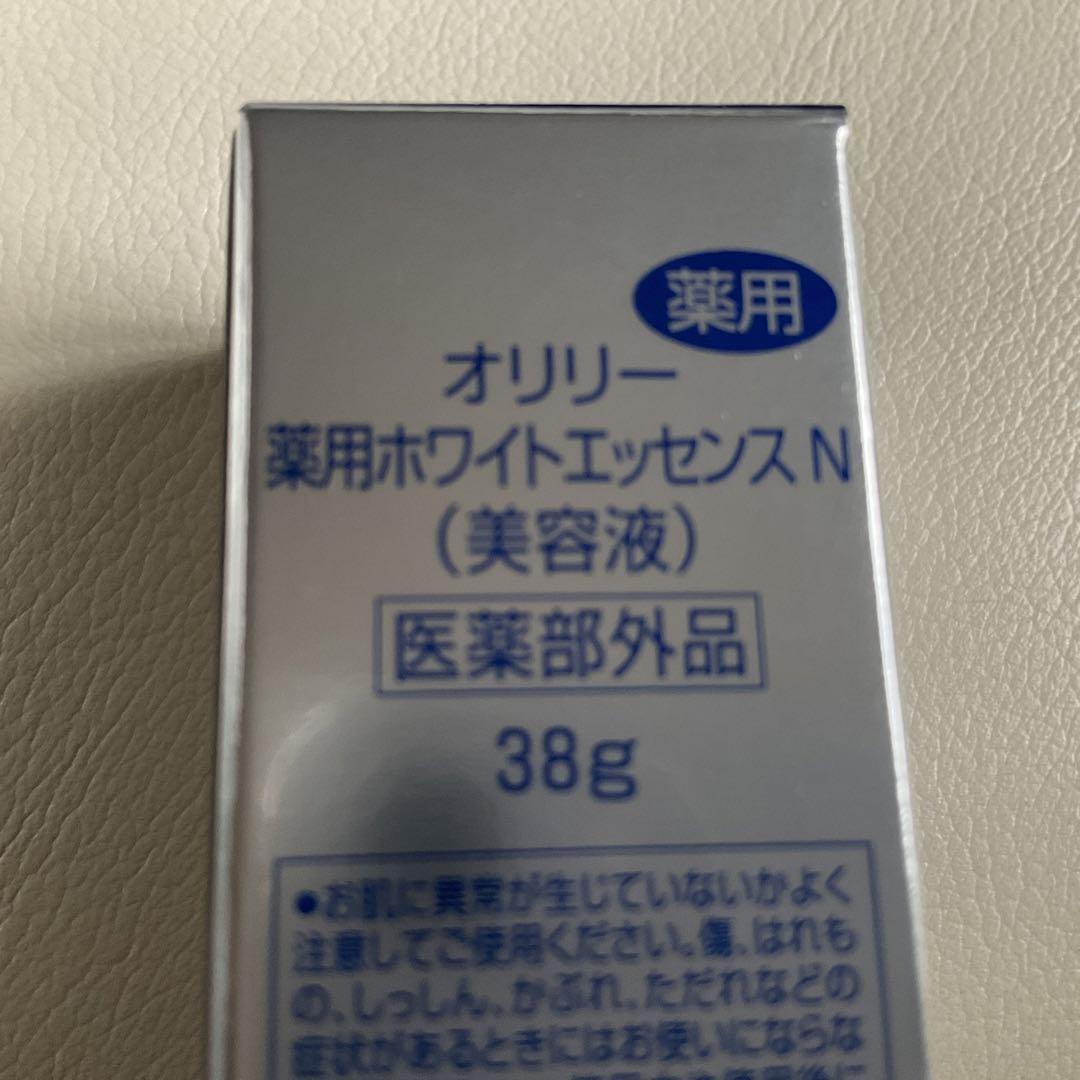 薬用
オリリー
薬用ホワイトエッセンスN
（美容液）
医薬部外品
38g
●お肌に異常が生じていないかよく
注意してご使用ください。傷、はれも
の、しっしん、かぶれ、ただれなどの
症状があるときにはお使いにならな